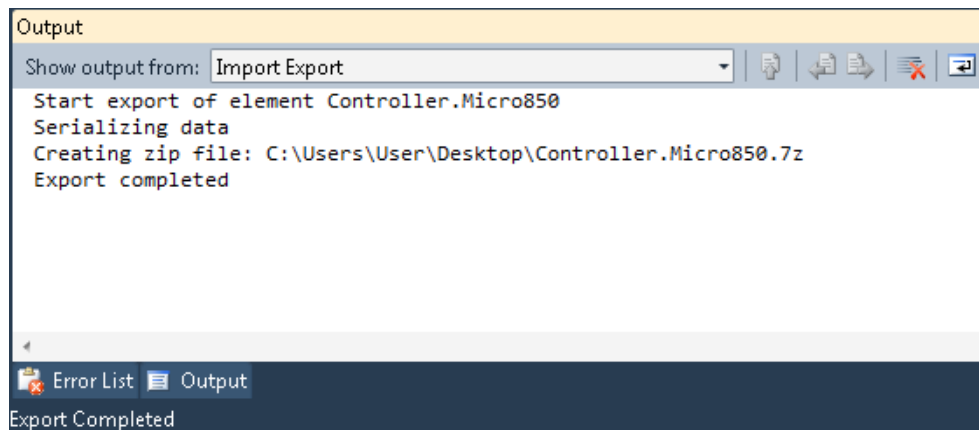 Output
Show output from: Import Export
Start export of element Controller.Micro850
Serializing data
Creating zip file: C:\Users\User\Desktop\Controller.Micro850.7z
Export completed
Error List Output
Export Completed